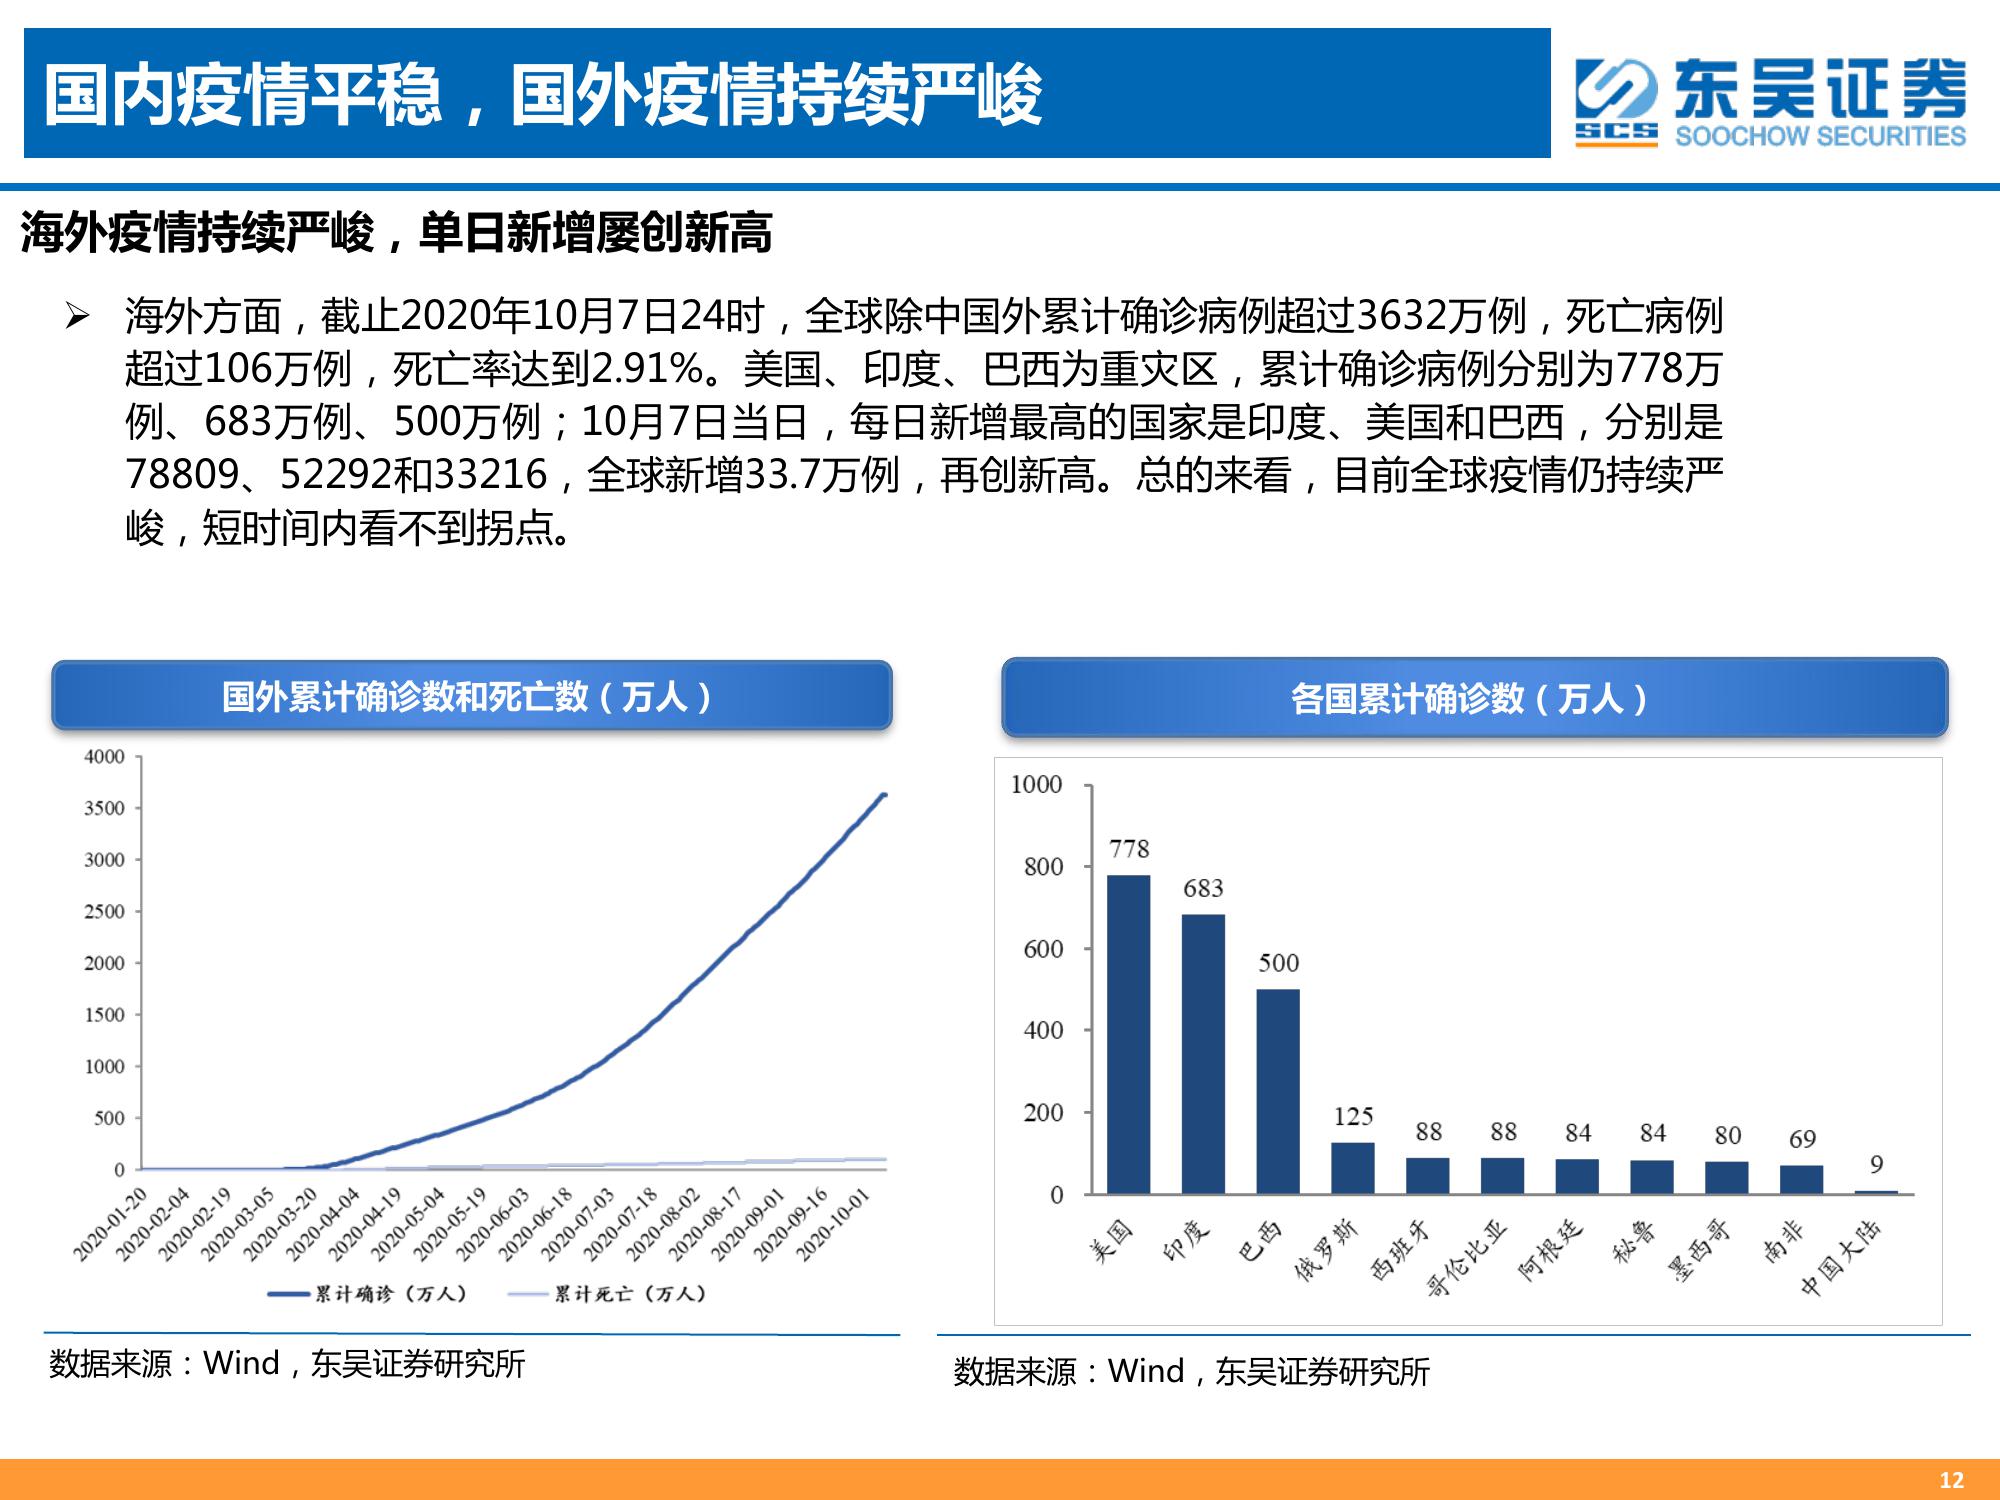 国内疫情平稳，国外疫情持续严峻
东吴证券
SCS
SOOCHOW SECURITIES
海外疫情持续严峻，单日新增屡创新高
➢ 海外方面，截止2020年10月7日24时，全球除中国外累计确诊病例超过3632万例，死亡病例
超过106万例，死亡率达到2.91%。美国、印度、巴西为重灾区，累计确诊病例分别为778万
例、683万例、500万例；10月7日当日，每日新增最高的国家是印度、美国和巴西，分别是
78809、52292和33216，全球新增33.7万例，再创新高。总的来看，目前全球疫情仍持续严
峻，短时间内看不到拐点。
国外累计确诊数和死亡数（万人）
4000
3500
3000
2500
2000
1500
1000
500
0
2020-01-20
2020-02-04
2020-02-19
2020-03-05
2020-03-20
2020-04-04
2020-04-19
2020-05-04
2020-05-19
2020-06-03
2020-06-18
2020-07-03
2020-07-18
2020-08-02
2020-08-17
2020-09-01
2020-09-16
2020-10-01
累计确诊（万人） 累计死亡（万人）
数据来源：Wind，东吴证券研究所
各国累计确诊数（万人）
1000
800
600
400
200
0
778
683
500
125
88
88
84
84
80
69
9
美国
印度
巴西
俄罗斯
西班牙
哥伦比亚
阿根廷
秘鲁
墨西哥
南非
中国大陆
数据来源：Wind，东吴证券研究所
12